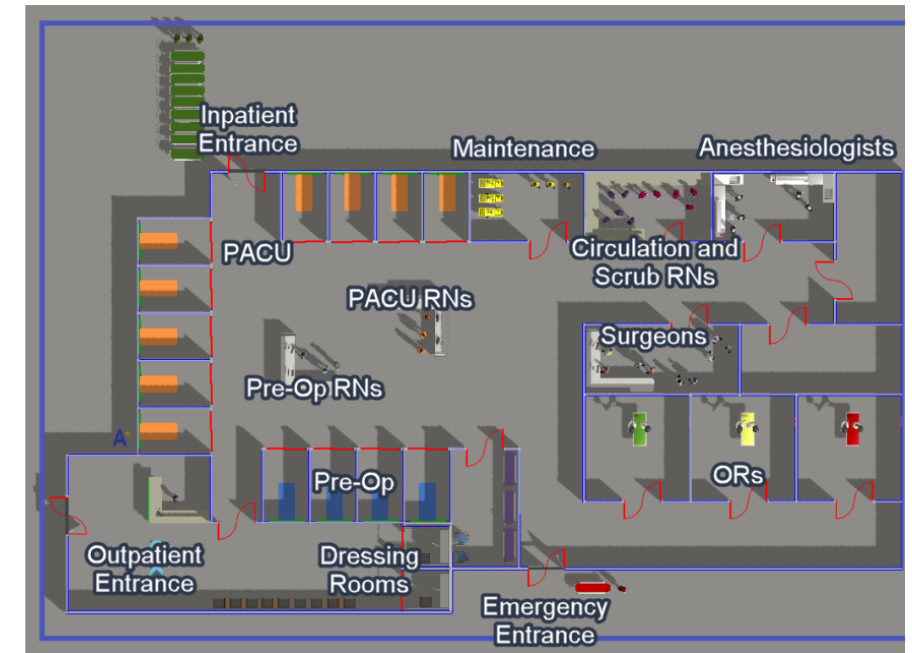 Inpatient
Entrance
Maintenance
Anesthesiologists
PACU
Circulation and
Scrub RNs
PACU RNs
Surgeons
Pre-Op RNs
A*
Pre-Op
ORs
Outpatient
Entrance
Dressing
Rooms
Emergency
Entrance